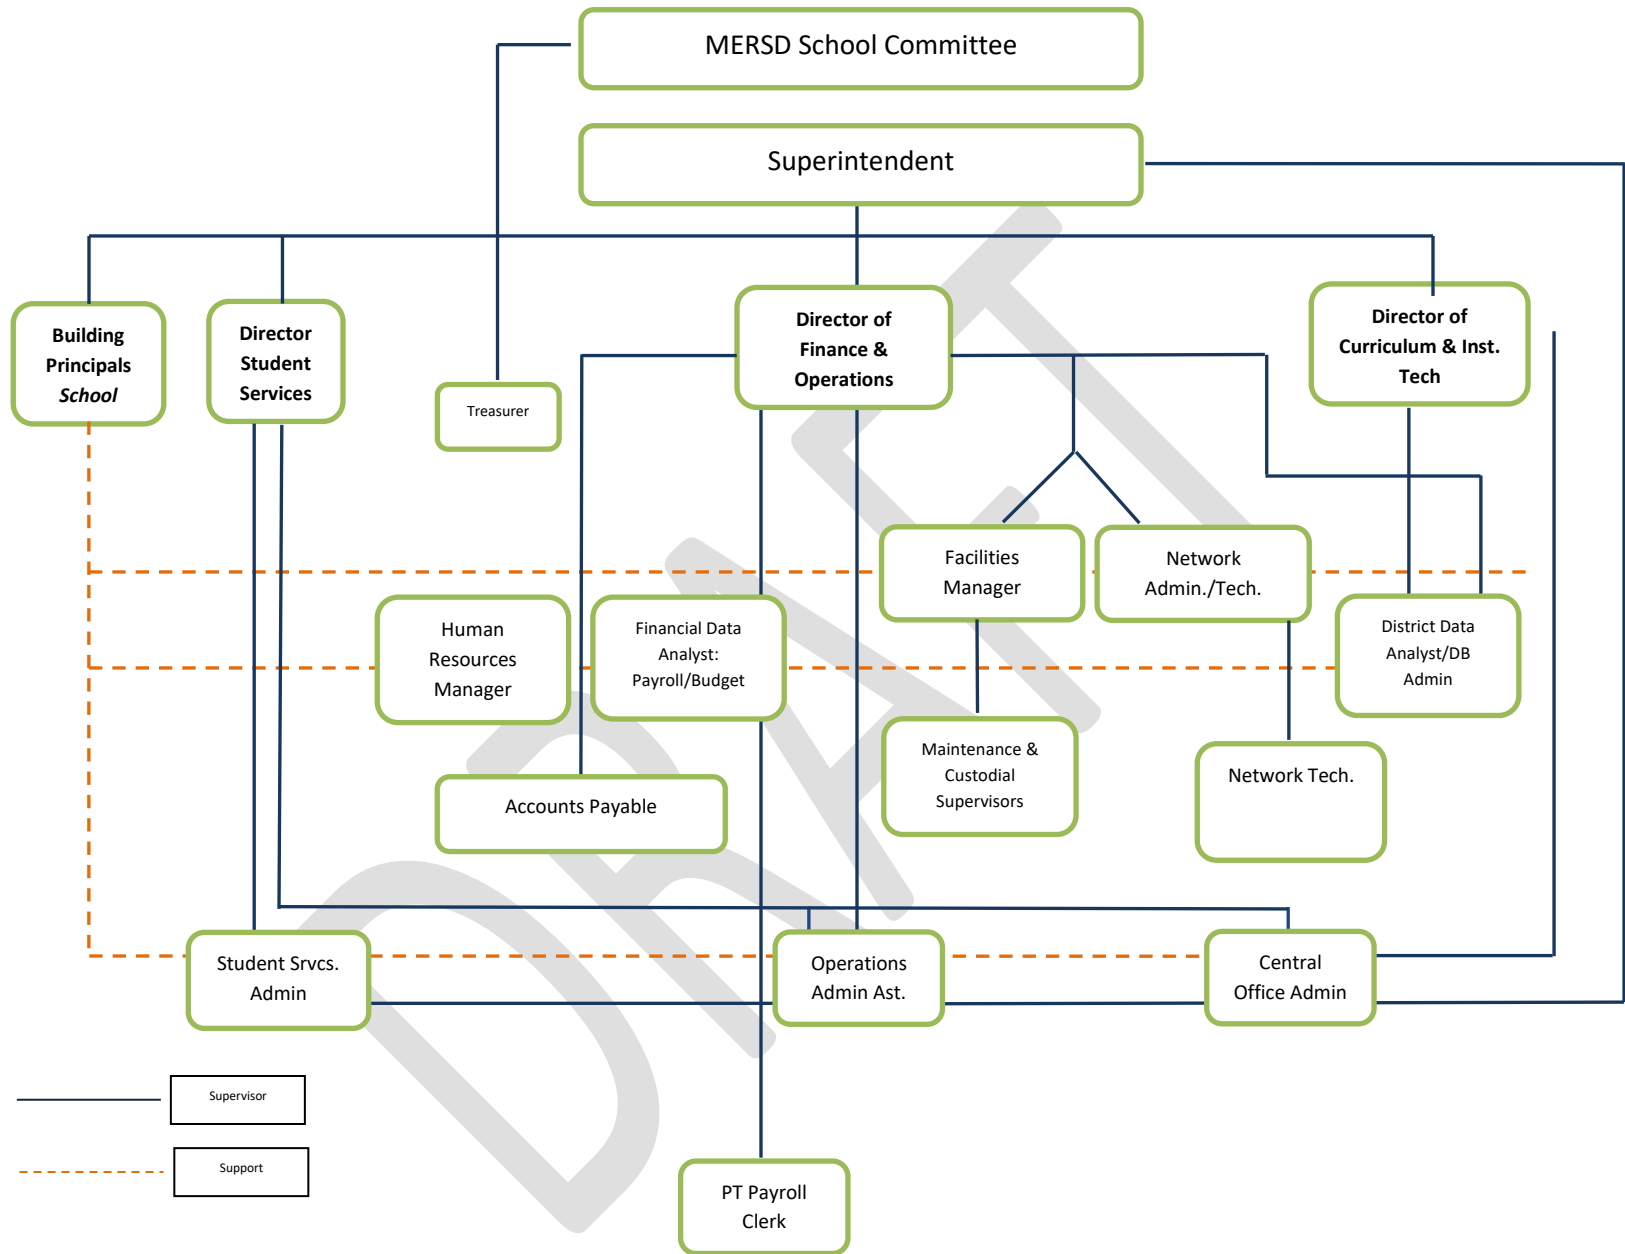 MERSD School Committee
Superintendent
Building
Principals
School
Director
Student
Services
Director of
Finance &
Operations
Director of
Curriculum & Inst.
Tech
Treasurer
Facilities
Manager
Network
Admin./Tech.
Human
Resources
Manager
Financial Data
Analyst:
Payroll/Budget
District Data
Analyst/DB
Admin
Maintenance &
Custodial
Supervisors
Network Tech.
Accounts Payable
Student Srvcs.
Admin
Operations
Admin Ast.
Central
Office Admin
Supervisor
Support
PT Payroll
Clerk
DRAFT